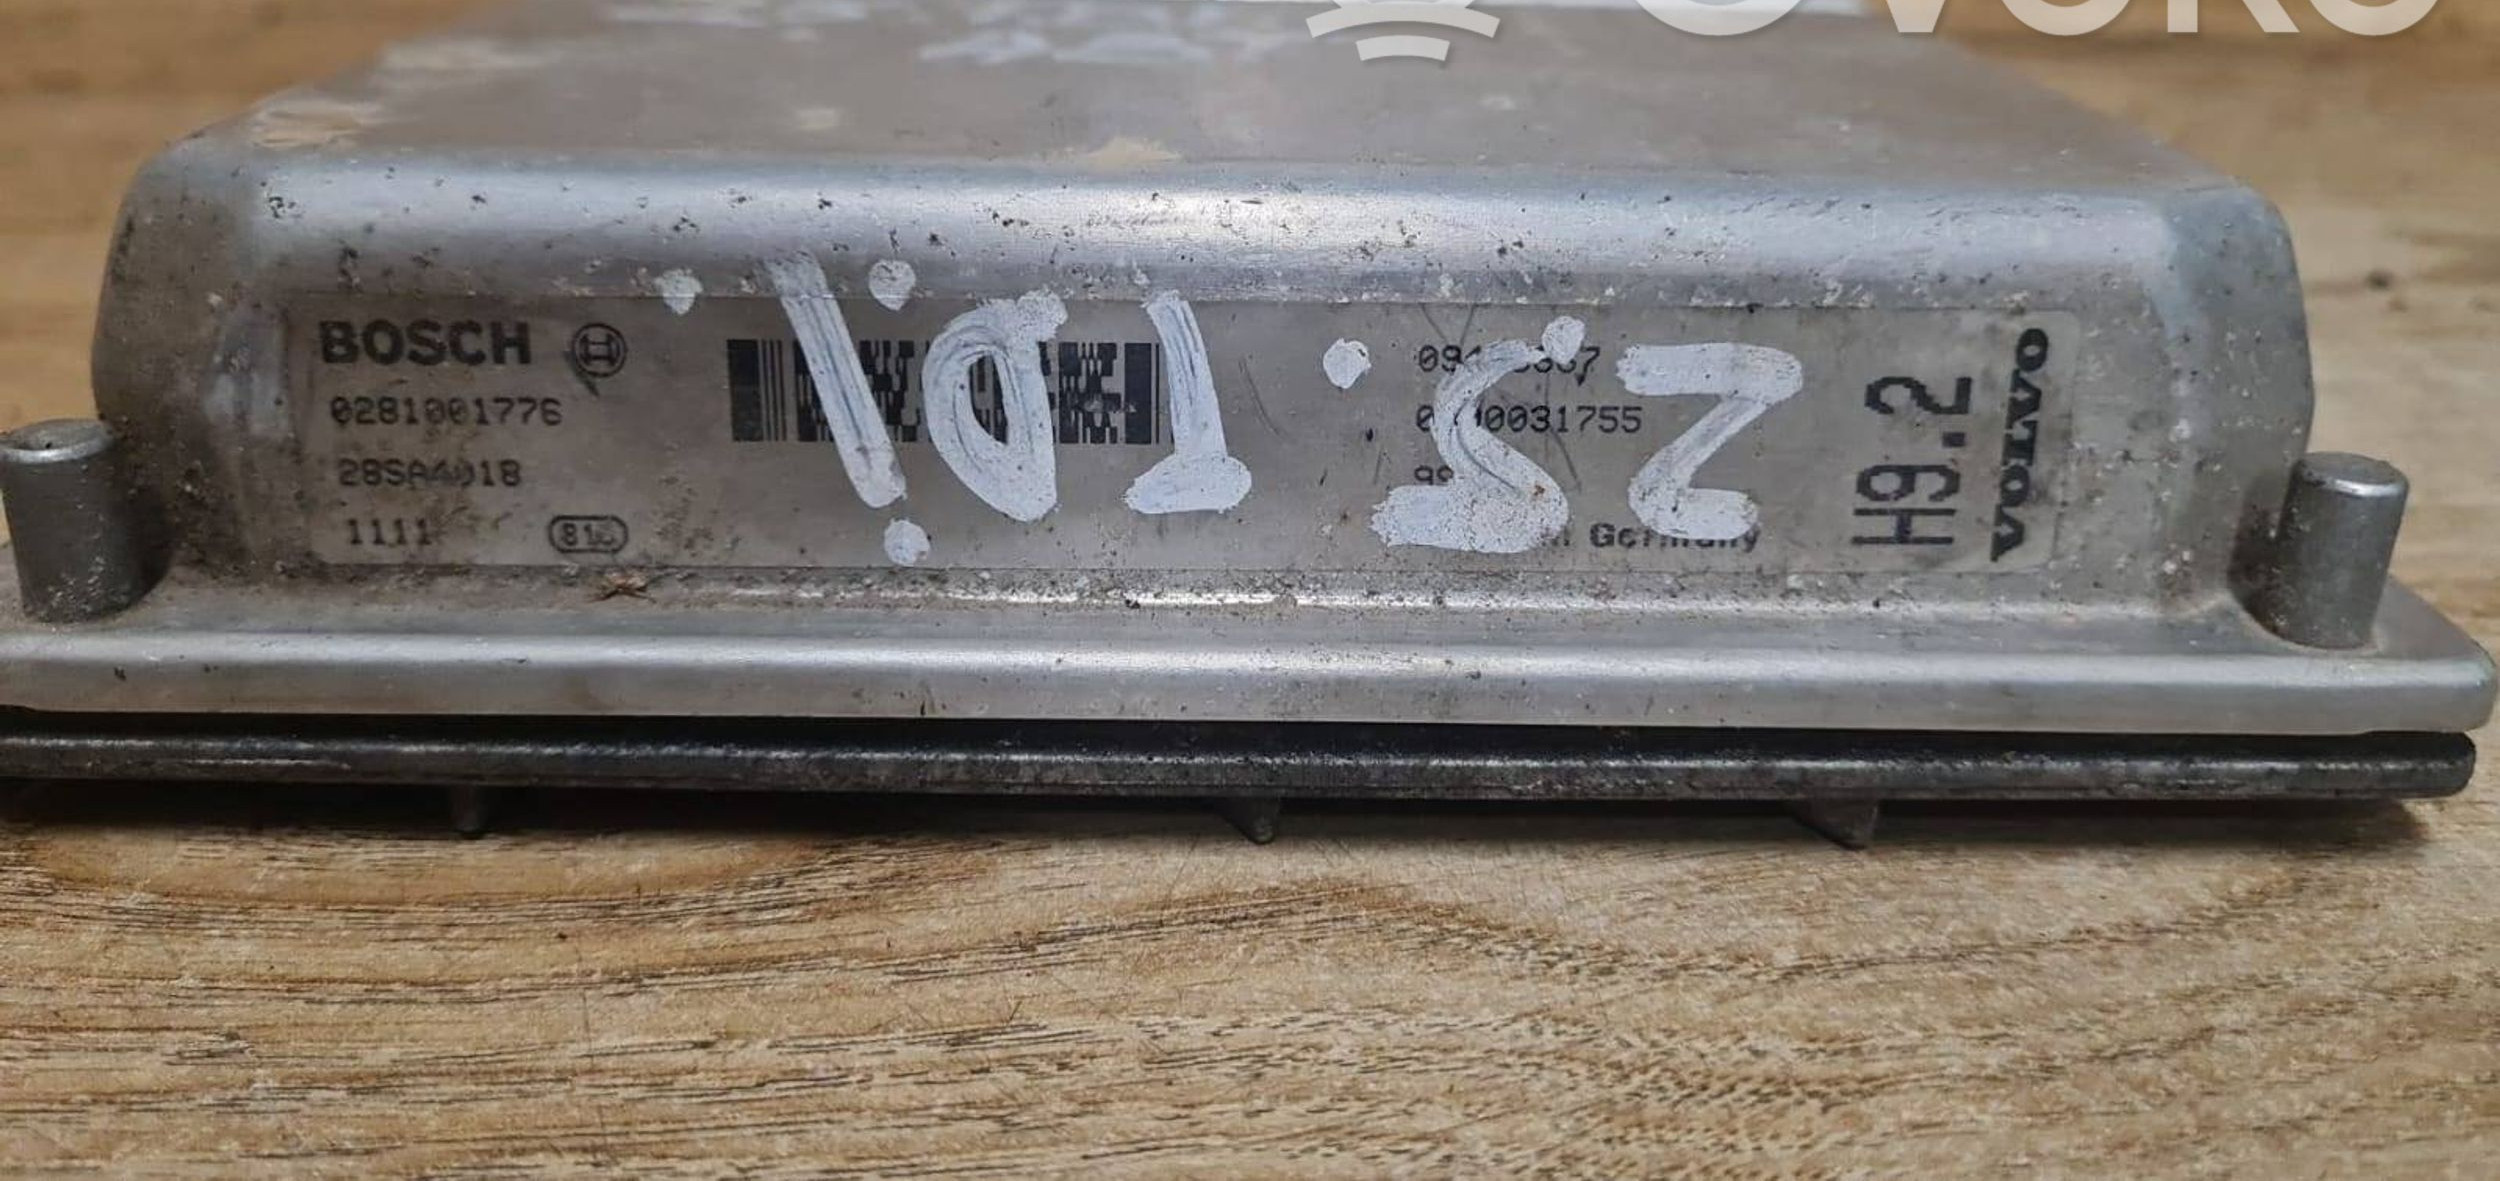 BOSCH
0281001776
28SA4018
1111
0031755
Germany
H9.2
VOLVO
2.5 TDI